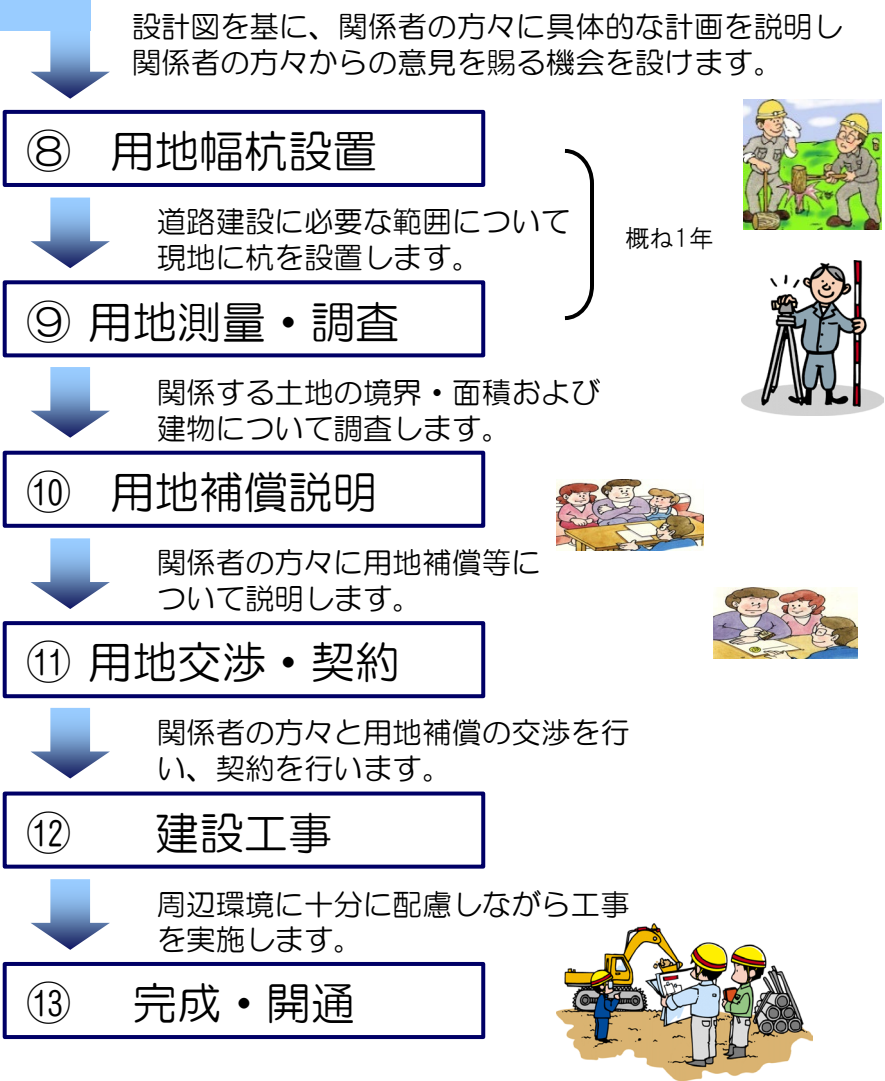 設計図を基に、関係者の方々に具体的な計画を説明し
関係者の方々からの意見を賜る機会を設けます。
⑧ 用地幅杭設置
道路建設に必要な範囲について
現地に杭を設置します。
概ね1年
⑨ 用地測量・調査
関係する土地の境界・面積および
建物について調査します。
⑩ 用地補償説明
関係者の方々に用地補償等に
ついて説明します。
⑪ 用地交渉・契約
関係者の方々と用地補償の交渉を行
い、契約を行います。
⑫ 建設工事
周辺環境に十分に配慮しながら工事
を実施します。
⑬ 完成・開通